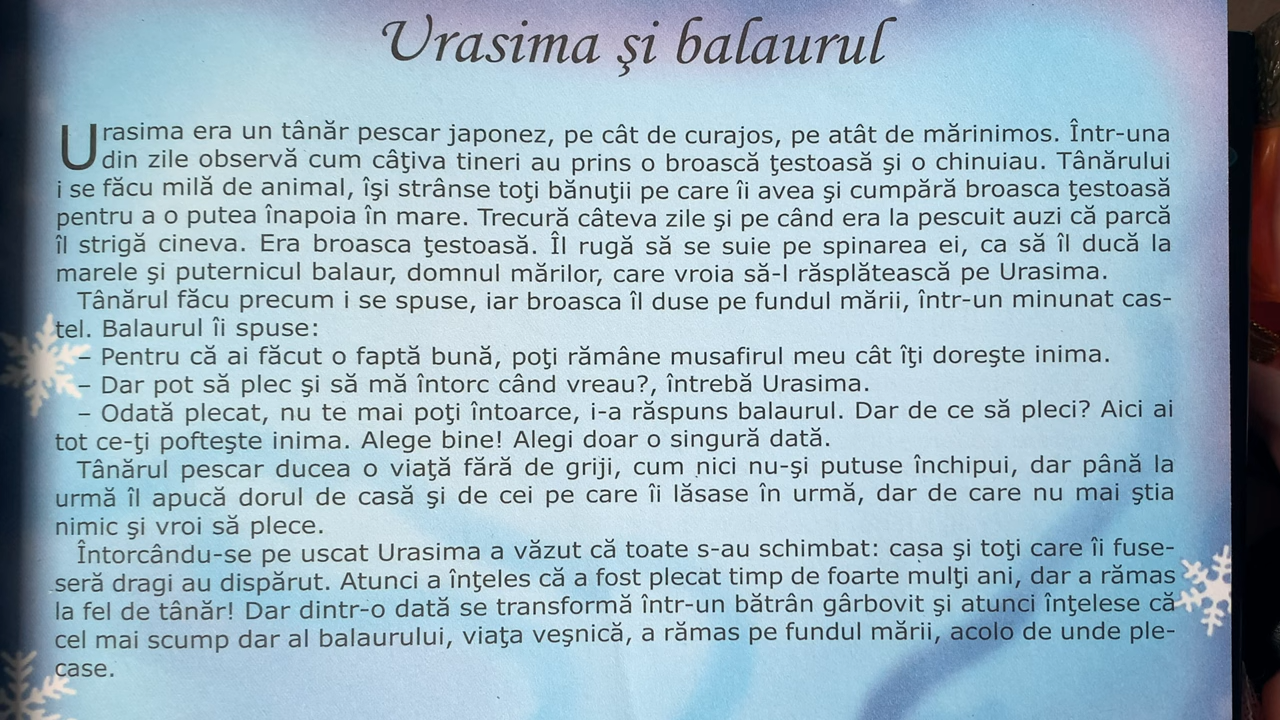 Urasima şi balaurul
Urasima era un tânăr pescar japonez, pe cât de curajos, pe atât de mărinimos. Într-una
din zile observă cum câţiva tineri au prins o broască ţestoasă şi o chinuiau. Tânărului
i se făcu milă de animal, îşi strânse toţi bănuţii pe care îi avea şi cumpără broasca ţestoasă
pentru a o putea înapoia în mare. Trecură câteva zile şi pe când era la pescuit auzi că parcă
îl strigă cineva. Era broasca ţestoasă. Îl rugă să se suie pe spinarea ei, ca să îl ducă la
marele şi puternicul balaur, domnul mărilor, care vroia să-l răsplătească pe Urasima.
Tânărul făcu precum i se spuse, iar broasca îl duse pe fundul mării, într-un minunat cas-
tel. Balaurul îi spuse:
– Pentru că ai făcut o faptă bună, poţi rămâne musafirul meu cât îţi doreşte inima.
– Dar pot să plec şi să mă întorc când vreau?, întrebă Urasima.
– Odată plecat, nu te mai poţi întoarce, i-a răspuns balaurul. Dar de ce să pleci? Aici ai
tot ce-ţi pofteşte inima. Alege bine! Alegi doar o singură dată.
Tânărul pescar ducea o viaţă fără de griji, cum nici nu-şi putuse închipui, dar până la
urmă îl apucă dorul de casă şi de cei pe care îi lăsase în urmă, dar de care nu mai ştia
nimic şi vroi să plece.
Întorcându-se pe uscat Urasima a văzut că toate s-au schimbat: casa şi toţi care îi fuse-
seră dragi au dispărut. Atunci a înţeles că a fost plecat timp de foarte mulţi ani, dar a rămas
la fel de tânăr! Dar dintr-o dată se transformă într-un bătrân gârbovit şi atunci înţelese că
cel mai scump dar al balaurului, viaţa veşnică, a rămas pe fundul mării, acolo de unde ple-
case.